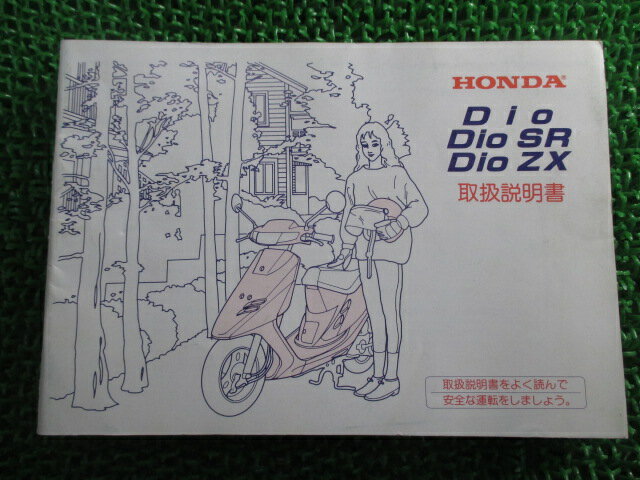 HONDA
Dio
Dio SR
Dio ZX
取扱説明書
取扱説明書をよく読んで
安全な運転をしましょう。